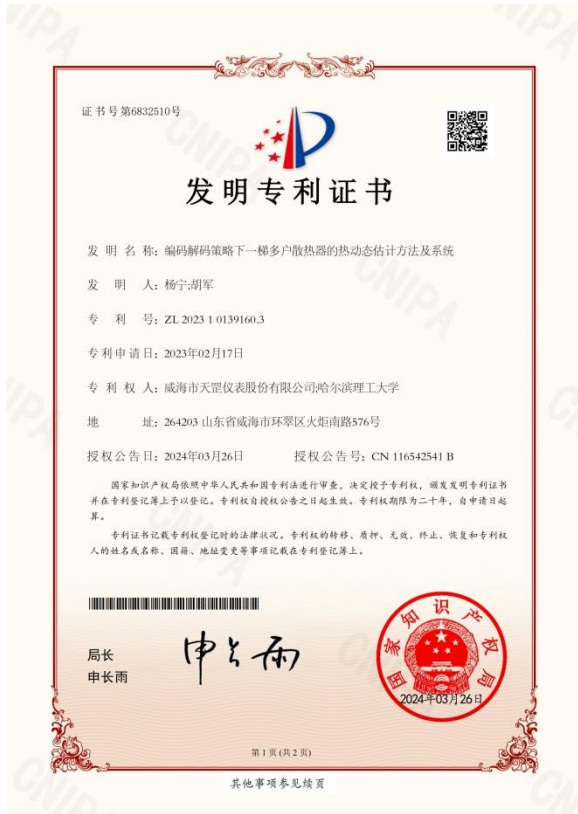 证书号第6832510号
发明专利证书
发明名称：编码解码策略下一梯多户散热器的热动态估计方法及系统
发明人：杨宁;胡军
专利号：ZL 2023 1 0139160.3
专利申请日：2023年02月17日
专利权人：威海市天罡仪表股份有限公司;哈尔滨理工大学
地址：264203 山东省威海市环翠区火炬南路576号
授权公告日：2024年03月26日 授权公告号：CN 116542541 B
国家知识产权局依照中华人民共和国专利法进行审查，决定授予专利权，颁发发明专利证书
并在专利登记簿上予以登记。专利权自授权公告之日起生效。专利权期限为二十年，自申请日起
算。
专利证书记载专利权登记时的法律状况。专利权的转移、质押、无效、终止、恢复和专利权
人的姓名或名称、国籍、地址变更等事项记载在专利登记簿上。
局长
申长雨
申长雨
国家知识产权局
2024年03月26日
第1页(共2页)
其他事项参见续页
CNIPA